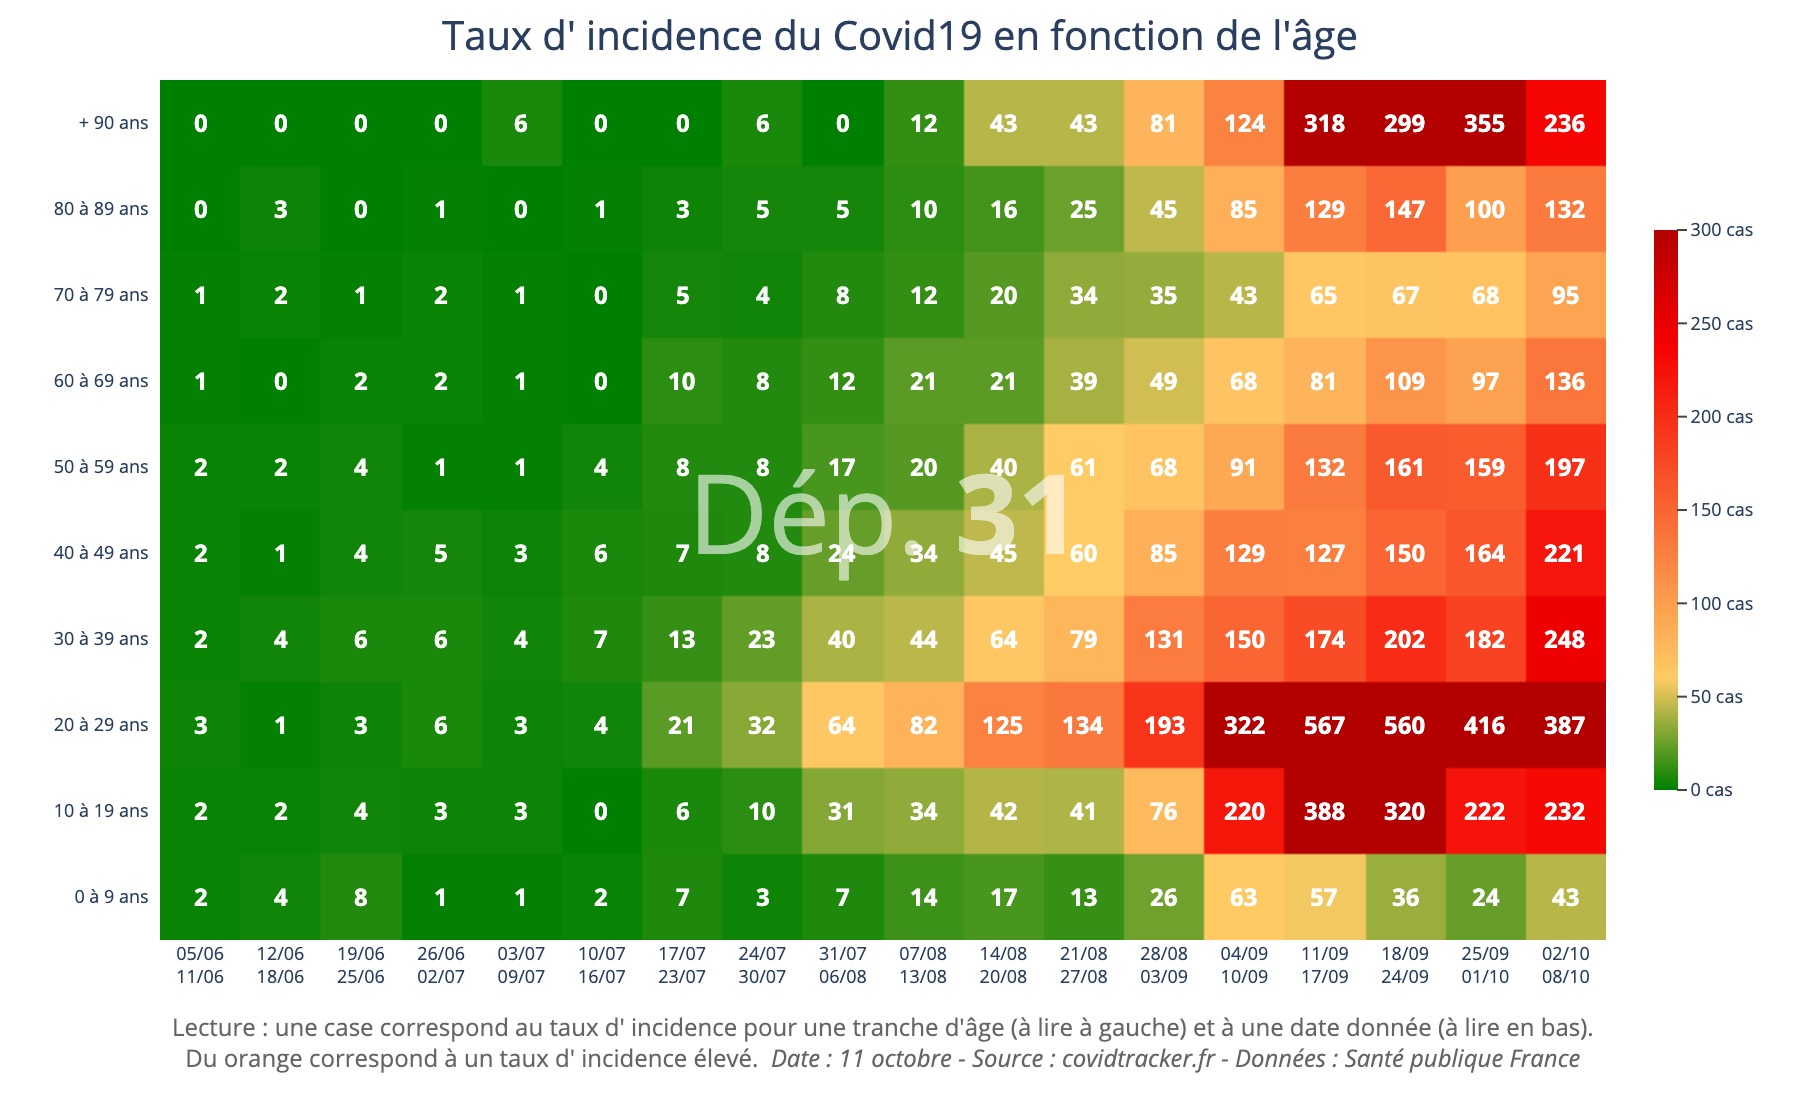 Taux d' incidence du Covid19 en fonction de l'âge
+ 90 ans 0 0 0 0 6 0 0 6 0 12 43 43 81 124 318 299 355 236
80 à 89 ans 0 3 0 1 0 1 3 5 5 10 16 25 45 85 129 147 100 132
70 à 79 ans 1 2 1 2 1 0 5 4 8 12 20 34 35 43 65 67 68 95
60 à 69 ans 1 0 2 2 1 0 10 8 12 21 21 39 49 68 81 109 97 136
50 à 59 ans 2 2 4 1 1 4 8 8 17 20 40 61 68 91 132 161 159 197
Dép. 31
40 à 49 ans 2 1 4 5 3 6 7 8 24 34 45 60 85 129 127 150 164 221
30 à 39 ans 2 4 6 6 4 7 13 23 40 44 64 79 131 150 174 202 182 248
20 à 29 ans 3 1 3 6 3 4 21 32 64 82 125 134 193 322 567 560 416 387
10 à 19 ans 2 2 4 3 3 0 6 10 31 34 42 41 76 220 388 320 222 232
0 à 9 ans 2 4 8 1 1 2 7 3 7 14 17 13 26 63 57 36 24 43
05/06 12/06 19/06 26/06 03/07 10/07 17/07 24/07 31/07 07/08 14/08 21/08 28/08 04/09 11/09 18/09 25/09 02/10
11/06 18/06 25/06 02/07 09/07 16/07 23/07 30/07 06/08 13/08 20/08 27/08 03/09 10/09 17/09 24/09 01/10 08/10
300 cas
250 cas
200 cas
150 cas
100 cas
50 cas
0 cas
Lecture : une case correspond au taux d' incidence pour une tranche d'âge (à lire à gauche) et à une date donnée (à lire en bas).
Du orange correspond à un taux d' incidence élevé. Date : 11 octobre - Source : covidtracker.fr - Données : Santé publique France